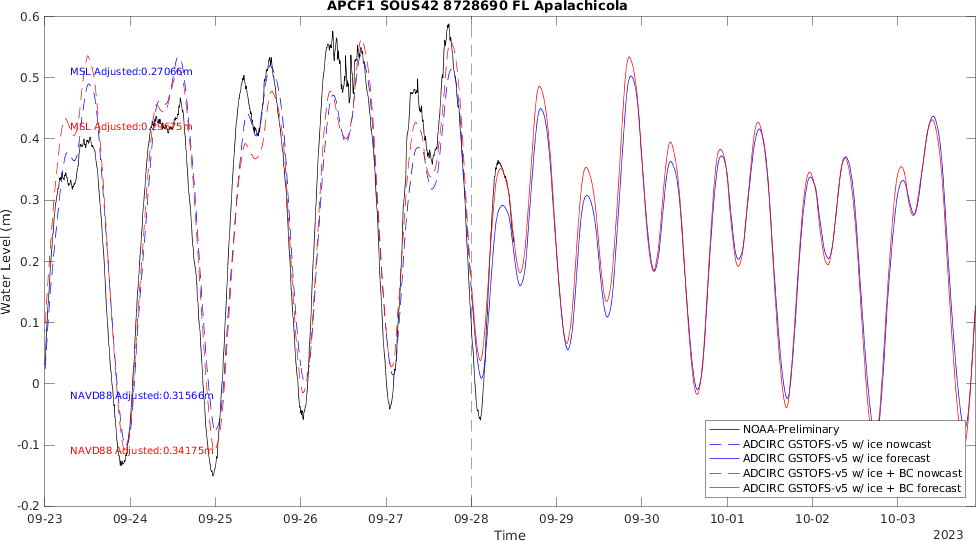 APCF1 SOUS42 8728690 FL Apalachicola
Water Level (m)
0.6
0.5
0.4
0.3
0.2
0.1
0
-0.1
-0.2
MSL Adjusted:0.27066m
MSL Adjusted:0.29675m
NAVD88 Adjusted:0.31566m
NAVD88 Adjusted:0.34175m
NOAA-Preliminary
ADCIRC GSTOFS-v5 w/ ice nowcast
ADCIRC GSTOFS-v5 w/ ice forecast
ADCIRC GSTOFS-v5 w/ ice + BC nowcast
ADCIRC GSTOFS-v5 w/ ice + BC forecast
09-23 09-24 09-25 09-26 09-27 09-28 09-29 09-30 10-01 10-02 10-03
Time
2023